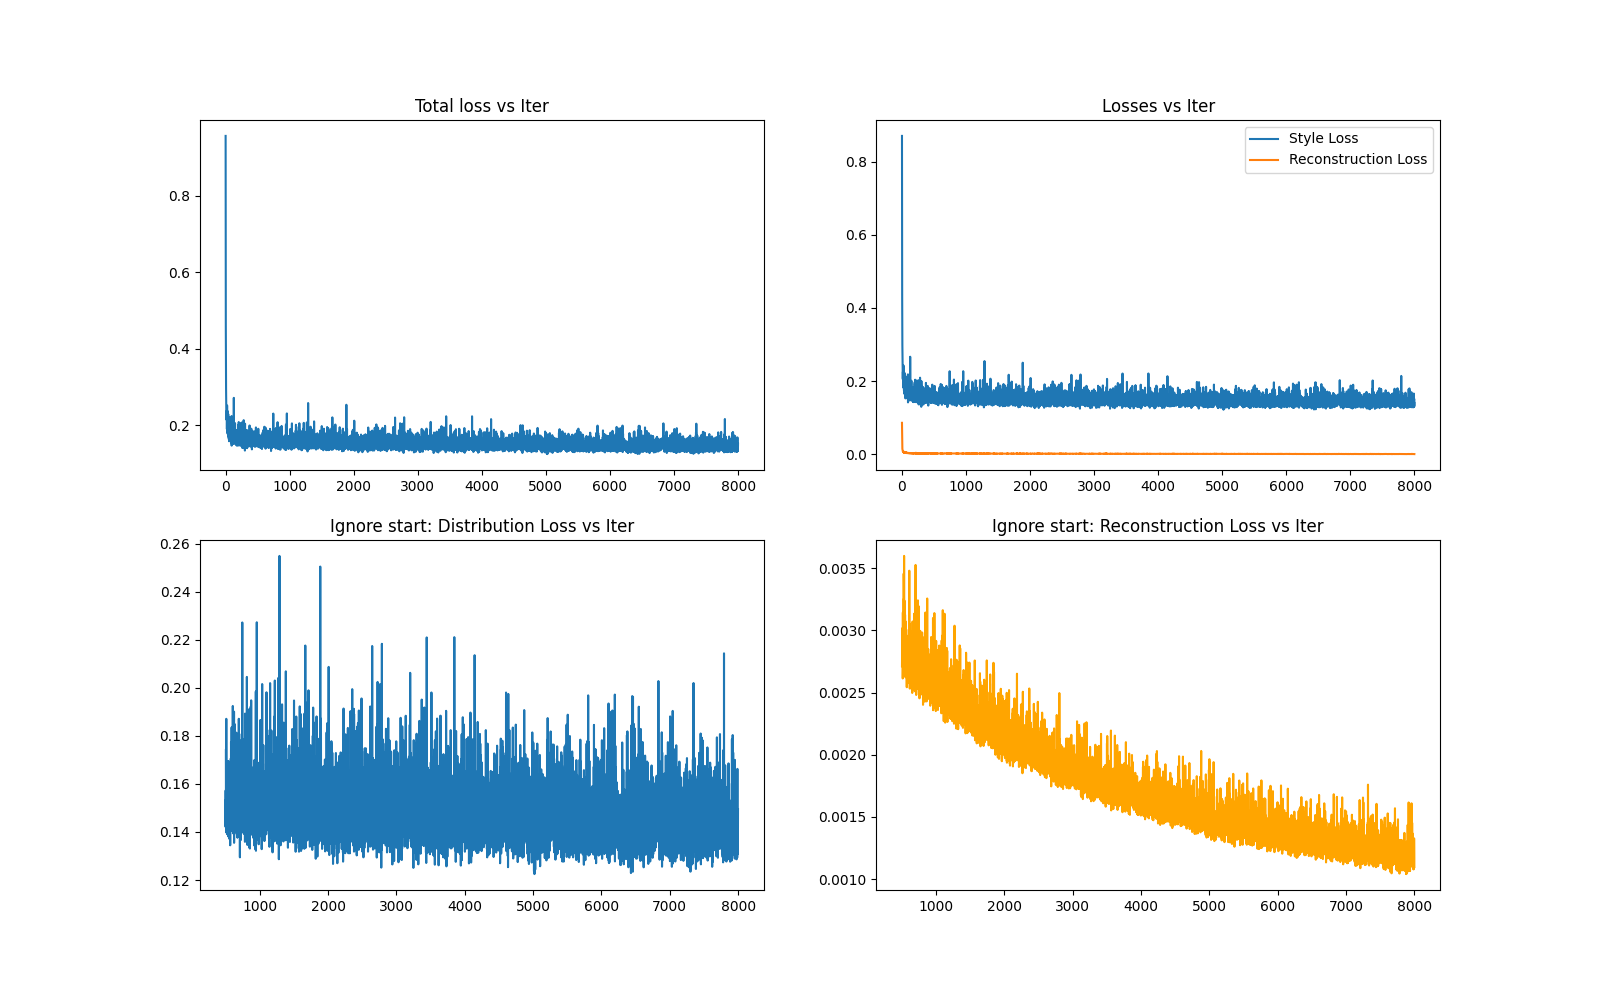 Total loss vs Iter
0.8
0.6
0.4
0.2
0 1000 2000 3000 4000 5000 6000 7000 8000
Losses vs Iter
Style Loss
Reconstruction Loss
0.8
0.6
0.4
0.2
0.0
0 1000 2000 3000 4000 5000 6000 7000 8000
Ignore start: Distribution Loss vs Iter
0.26
0.24
0.22
0.20
0.18
0.16
0.14
0.12
1000 2000 3000 4000 5000 6000 7000 8000
Ignore start: Reconstruction Loss vs Iter
0.0035
0.0030
0.0025
0.0020
0.0015
0.0010
1000 2000 3000 4000 5000 6000 7000 8000